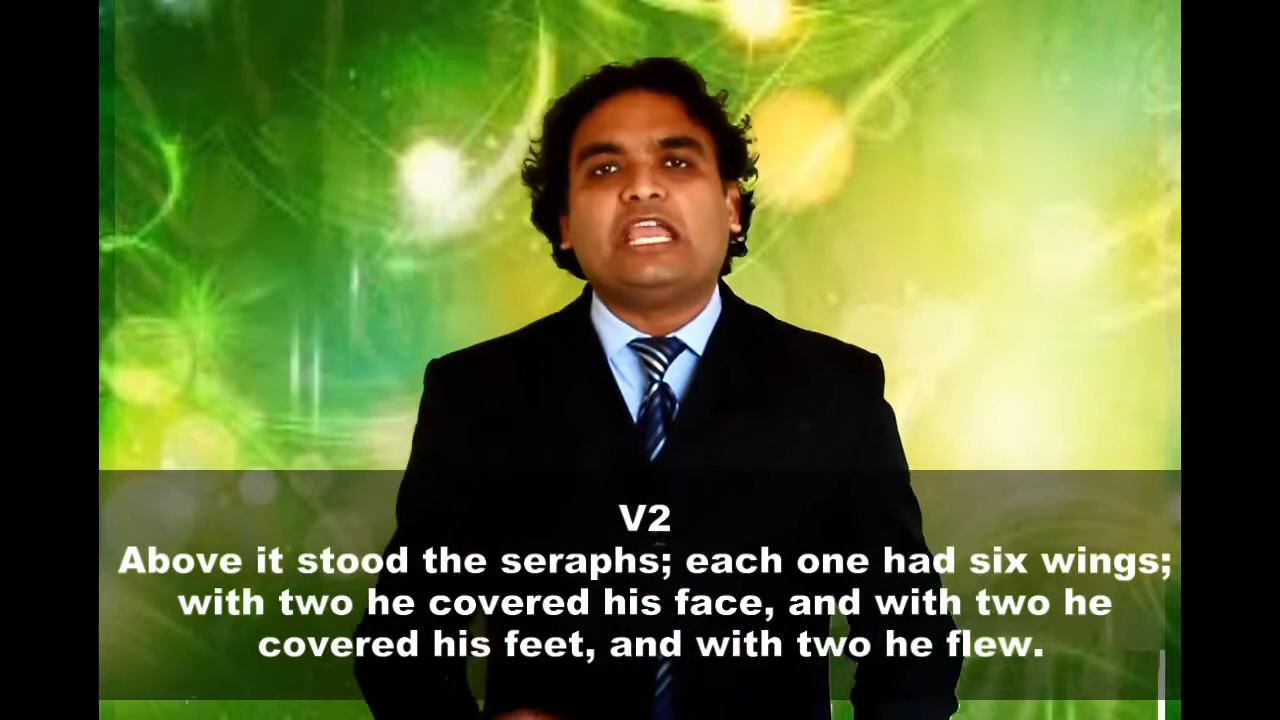 V2
Above it stood the seraphs; each one had six wings;
with two he covered his face, and with two he
covered his feet, and with two he flew.